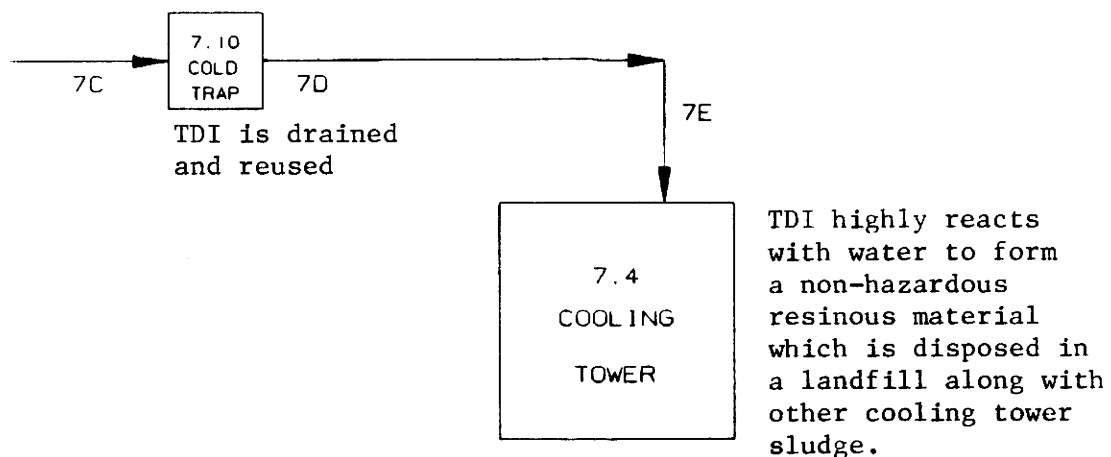 7.10
COLD
TRAP
7C
7D
TDI is drained
and reused
7E
7.4
COOLING
TOWER
TDI highly reacts
with water to form
a non-hazardous
resinous material
which is disposed in
a landfill along with
other cooling tower
sludge.